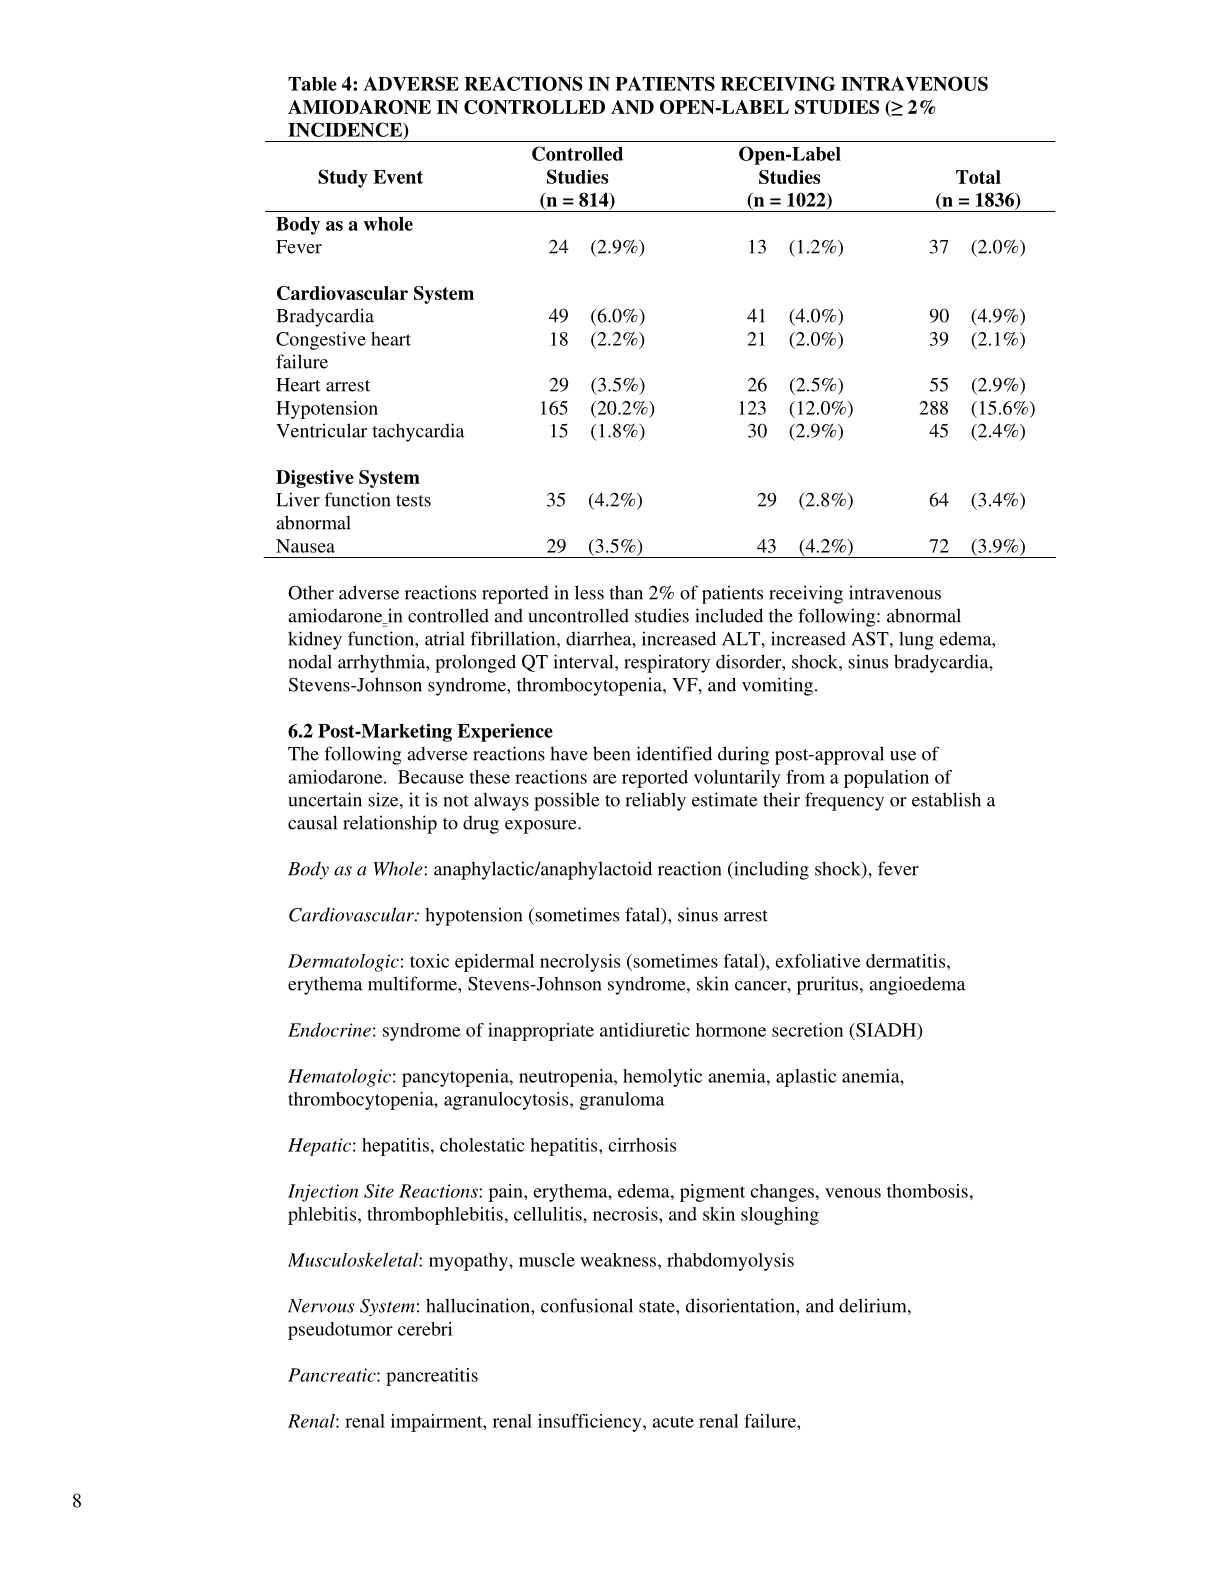 Table 4: ADVERSE REACTIONS IN PATIENTS RECEIVING INTRAVENOUS
AMIODARONE IN CONTROLLED AND OPEN-LABEL STUDIES (≥ 2%
INCIDENCE)
Study Event Controlled Studies (n = 814) Open-Label Studies (n = 1022) Total (n = 1836)
Body as a whole
Fever 24 (2.9%) 13 (1.2%) 37 (2.0%)
Cardiovascular System
Bradycardia 49 (6.0%) 41 (4.0%) 90 (4.9%)
Congestive heart 18 (2.2%) 21 (2.0%) 39 (2.1%)
failure
Heart arrest 29 (3.5%) 26 (2.5%) 55 (2.9%)
Hypotension 165 (20.2%) 123 (12.0%) 288 (15.6%)
Ventricular tachycardia 15 (1.8%) 30 (2.9%) 45 (2.4%)
Digestive System
Liver function tests 35 (4.2%) 29 (2.8%) 64 (3.4%)
abnormal
Nausea 29 (3.5%) 43 (4.2%) 72 (3.9%)
Other adverse reactions reported in less than 2% of patients receiving intravenous
amiodarone in controlled and uncontrolled studies included the following: abnormal
kidney function, atrial fibrillation, diarrhea, increased ALT, increased AST, lung edema,
nodal arrhythmia, prolonged QT interval, respiratory disorder, shock, sinus bradycardia,
Stevens-Johnson syndrome, thrombocytopenia, VF, and vomiting.
6.2 Post-Marketing Experience
The following adverse reactions have been identified during post-approval use of
amiodarone. Because these reactions are reported voluntarily from a population of
uncertain size, it is not always possible to reliably estimate their frequency or establish a
causal relationship to drug exposure.
Body as a Whole: anaphylactic/anaphylactoid reaction (including shock), fever
Cardiovascular: hypotension (sometimes fatal), sinus arrest
Dermatologic: toxic epidermal necrolysis (sometimes fatal), exfoliative dermatitis,
erythema multiforme, Stevens-Johnson syndrome, skin cancer, pruritus, angioedema
Endocrine: syndrome of inappropriate antidiuretic hormone secretion (SIADH)
Hematologic: pancytopenia, neutropenia, hemolytic anemia, aplastic anemia,
thrombocytopenia, agranulocytosis, granuloma
Hepatic: hepatitis, cholestatic hepatitis, cirrhosis
Injection Site Reactions: pain, erythema, edema, pigment changes, venous thombosis,
phlebitis, thrombophlebitis, cellulitis, necrosis, and skin sloughing
Musculoskeletal: myopathy, muscle weakness, rhabdomyolysis
Nervous System: hallucination, confusional state, disorientation, and delirium,
pseudotumor cerebri
Pancreatic: pancreatitis
Renal: renal impairment, renal insufficiency, acute renal failure,
8